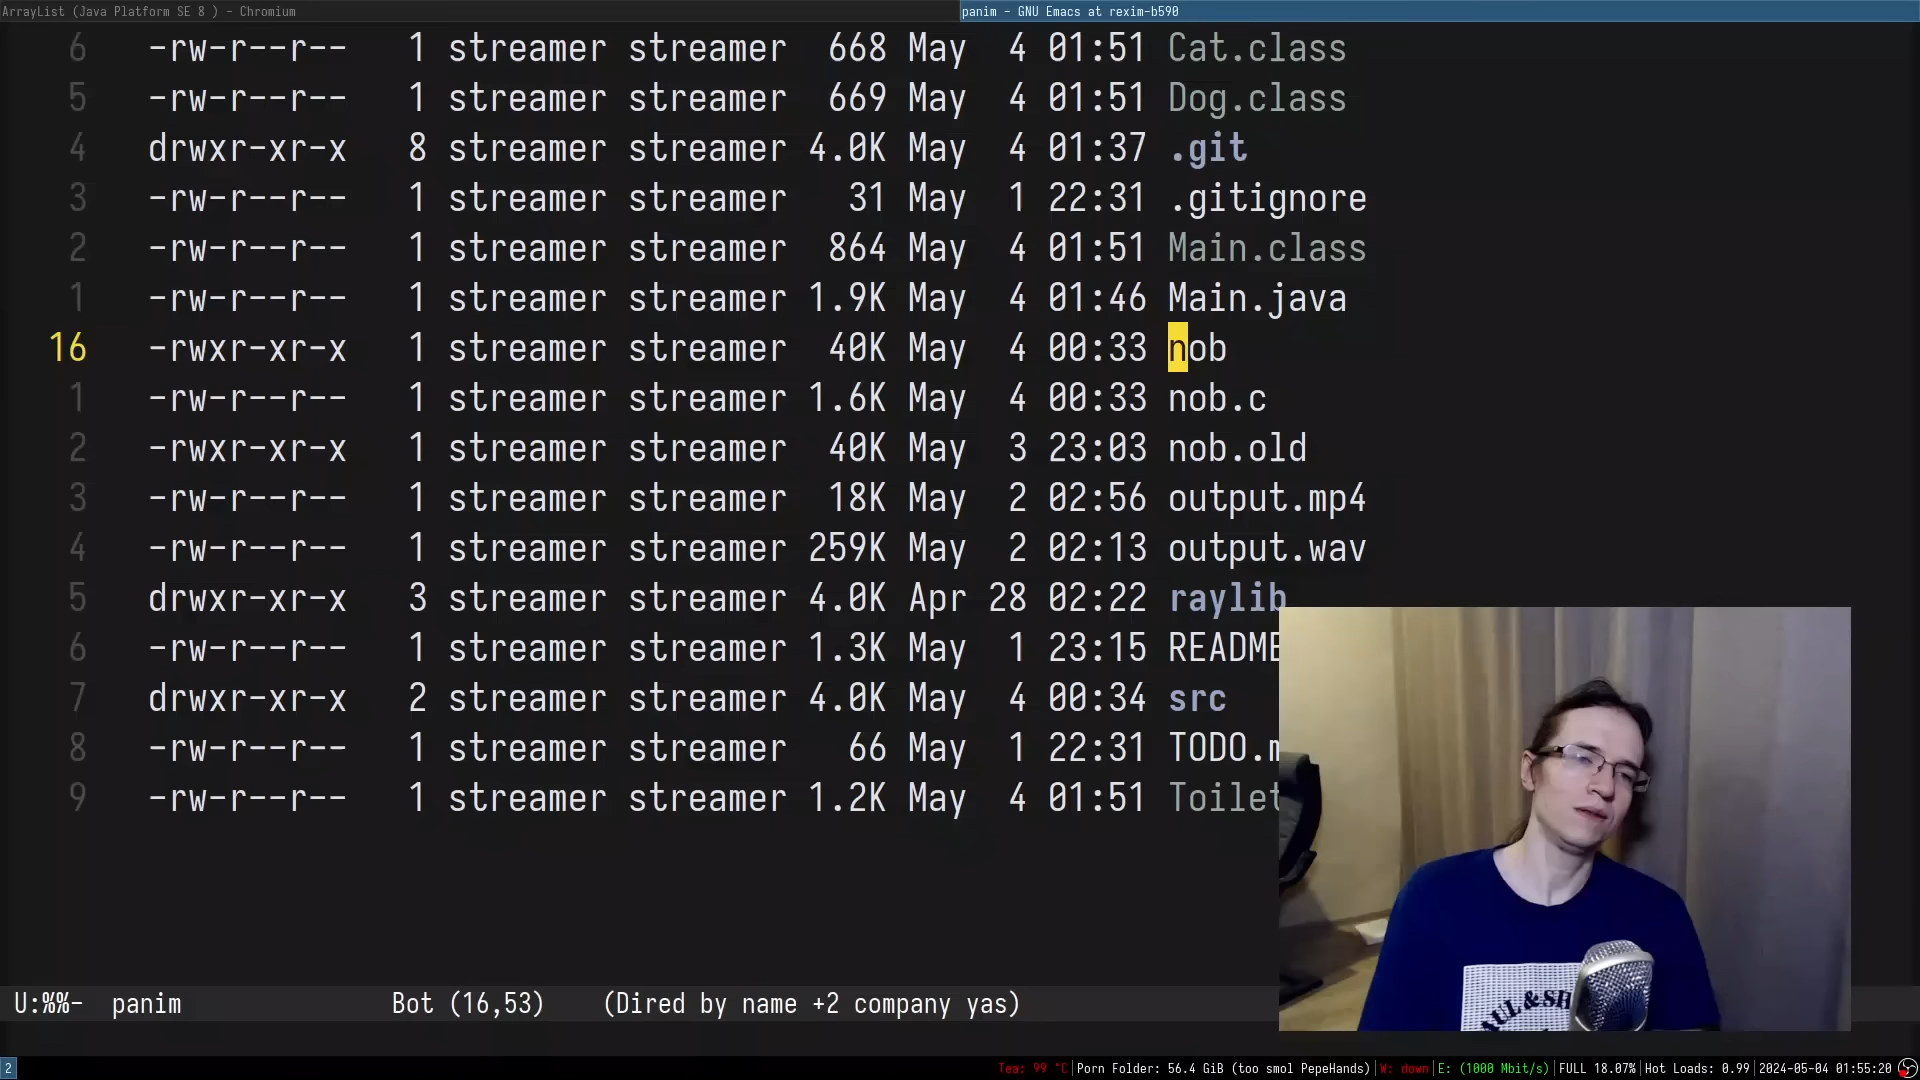 ArrayList (Java Platform SE 8 ) - Chromium
panim - GNU Emacs at rexim-b590
6 -rw-r--r-- 1 streamer streamer 668 May 4 01:51 Cat.class
5 -rw-r--r-- 1 streamer streamer 669 May 4 01:51 Dog.class
4 drwxr-xr-x 8 streamer streamer 4.0K May 4 01:37 .git
3 -rw-r--r-- 1 streamer streamer 31 May 1 22:31 .gitignore
2 -rw-r--r-- 1 streamer streamer 864 May 4 01:51 Main.class
1 -rw-r--r-- 1 streamer streamer 1.9K May 4 01:46 Main.java
16 -rwxr-xr-x 1 streamer streamer 40K May 4 00:33 nob
1 -rw-r--r-- 1 streamer streamer 1.6K May 4 00:33 nob.c
2 -rwxr-xr-x 1 streamer streamer 40K May 3 23:03 nob.old
3 -rw-r--r-- 1 streamer streamer 18K May 2 02:56 output.mp4
4 -rw-r--r-- 1 streamer streamer 259K May 2 02:13 output.wav
5 drwxr-xr-x 3 streamer streamer 4.0K Apr 28 02:22 raylib
6 -rw-r--r-- 1 streamer streamer 1.3K May 1 23:15 README
7 drwxr-xr-x 2 streamer streamer 4.0K May 4 00:34 src
8 -rw-r--r-- 1 streamer streamer 66 May 1 22:31 TODO.m
9 -rw-r--r-- 1 streamer streamer 1.2K May 4 01:51 Toilet
U:%%- panim Bot (16,53) (Dired by name +2 company yas)
2 Tea: 99 °C|Porn Folder: 56.4 GiB (too smol PepeHands)|W: down|E: (1000 Mbit/s)|FULL 18.07%|Hot Loads: 0.99|2024-05-04 01:55:20